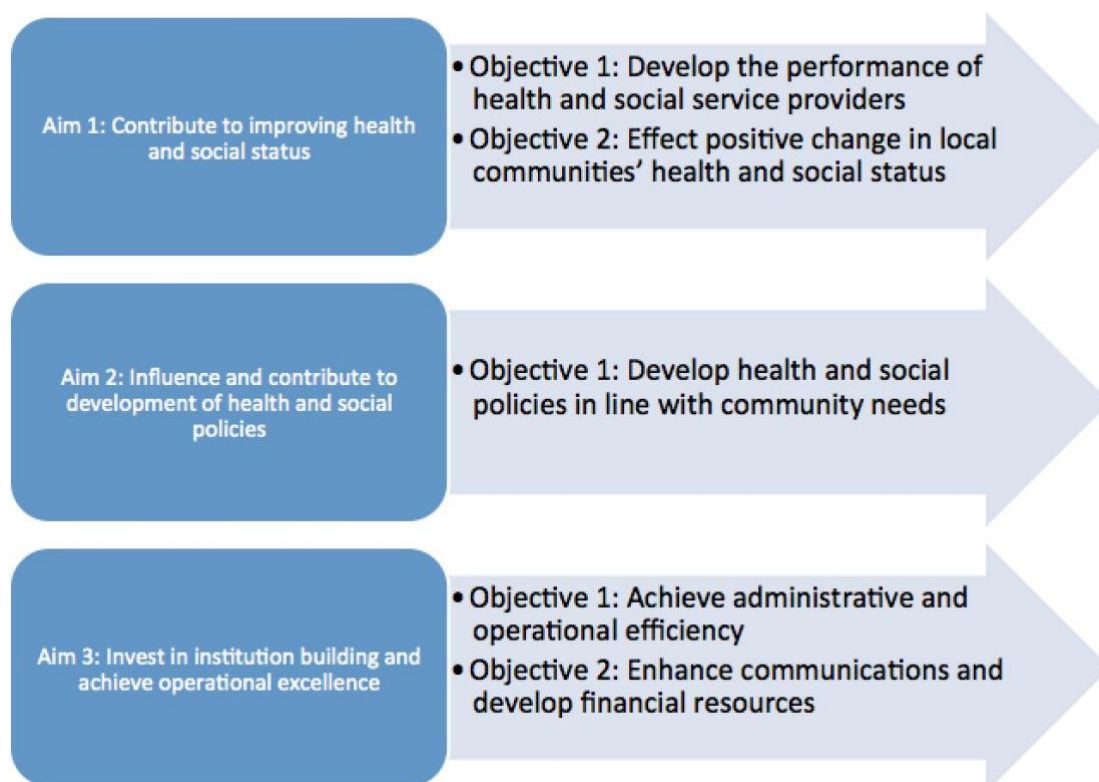 Aim 1: Contribute to improving health
and social status
• Objective 1: Develop the performance of
health and social service providers
• Objective 2: Effect positive change in local
communities’ health and social status
Aim 2: Influence and contribute to
development of health and social
policies
• Objective 1: Develop health and social
policies in line with community needs
Aim 3: Invest in institution building and
achieve operational excellence
• Objective 1: Achieve administrative and
operational efficiency
• Objective 2: Enhance communications and
develop financial resources